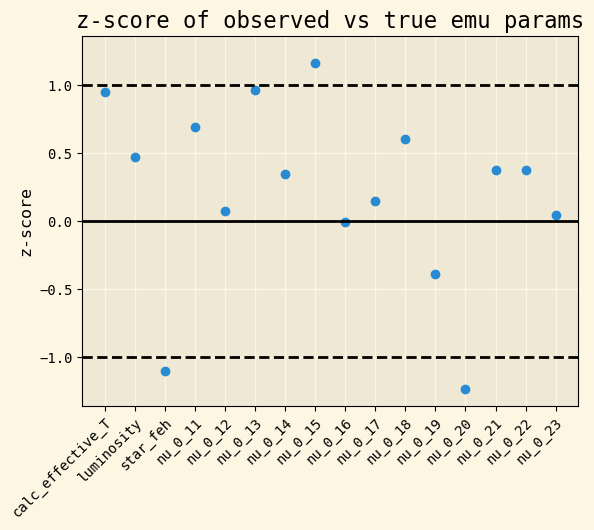 z-score of observed vs true emu params
z-score
1.0
0.5
0.0
−0.5
−1.0
calc_effective_T
luminosity
star_feh
nu_0_11
nu_0_12
nu_0_13
nu_0_14
nu_0_15
nu_0_16
nu_0_17
nu_0_18
nu_0_19
nu_0_20
nu_0_21
nu_0_22
nu_0_23